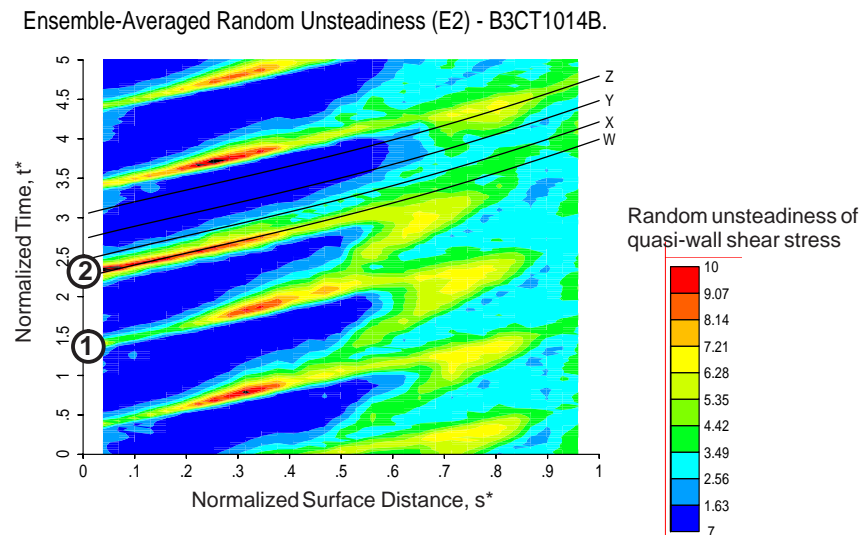 Ensemble-Averaged Random Unsteadiness (E2) - B3CT1014B.
5
4.5
4
3.5
3
2.5
2
1.5
1
.5
0
Normalized Time, t*
2
1
Z
Y
X
W
0 .1 .2 .3 .4 .5 .6 .7 .8 .9 1
Normalized Surface Distance, s*
Random unsteadiness of
quasi-wall shear stress
10
9.07
8.14
7.21
6.28
5.35
4.42
3.49
2.56
1.63
.7